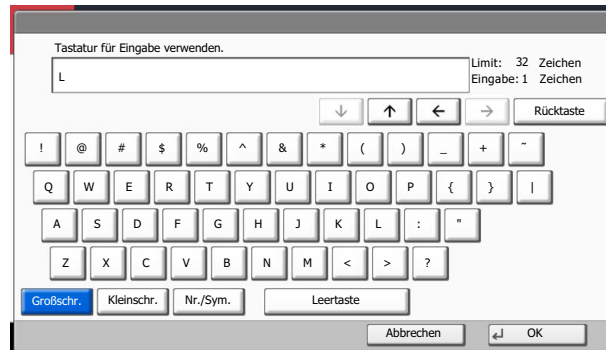 Tastatur für Eingabe verwenden.
L
Limit: 32 Zeichen
Eingabe: 1 Zeichen
↓ ↑ ← → Rücktaste
! @ # $ % ^ & * ( ) _ + ~
Q W E R T Y U I O P { } |
A S D F G H J K L : "
Z X C V B N M < > ?
Großschr. Kleinschr. Nr./Sym. Leertaste
Abbrechen ↵ OK